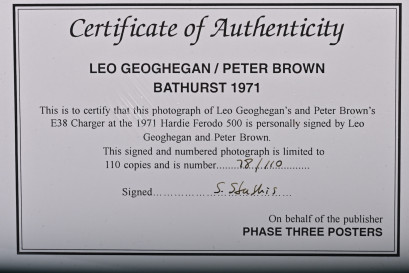 Certificate of Authenticity
LEO GEOGHEGAN / PETER BROWN
BATHURST 1971
This is to certify that this photograph of Leo Geoghegan's and Peter Brown's
E38 Charger at the 1971 Hardie Ferodo 500 is personally signed by Leo
Geoghegan and Peter Brown.
This signed and numbered photograph is limited to
110 copies and is number 78/110
Signed
On behalf of the publisher
PHASE THREE POSTERS